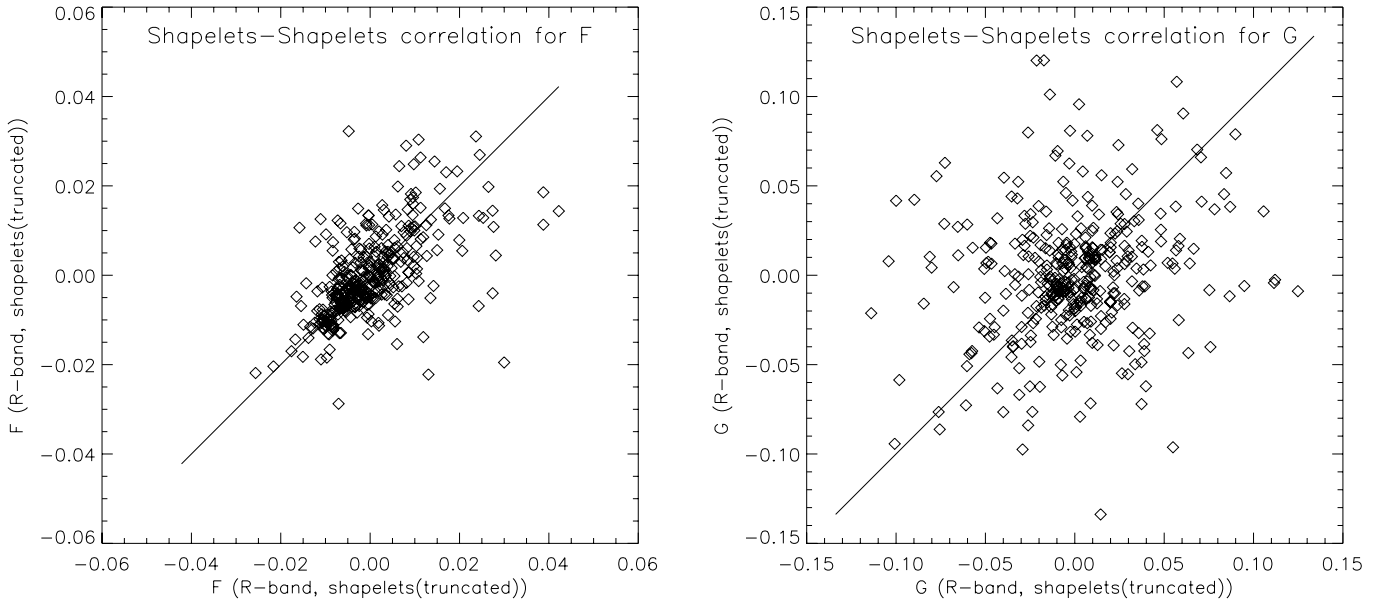 Shapelets−Shapelets correlation for F
0.06
0.04
0.02
0.00
−0.02
−0.04
−0.06
F (R−band, shapelets(truncated))
−0.06 −0.04 −0.02 0.00 0.02 0.04 0.06
F (R−band, shapelets(truncated))
Shapelets−Shapelets correlation for G
0.15
0.10
0.05
0.00
−0.05
−0.10
−0.15
G (R−band, shapelets(truncated))
−0.15 −0.10 −0.05 0.00 0.05 0.10 0.15
G (R−band, shapelets(truncated))